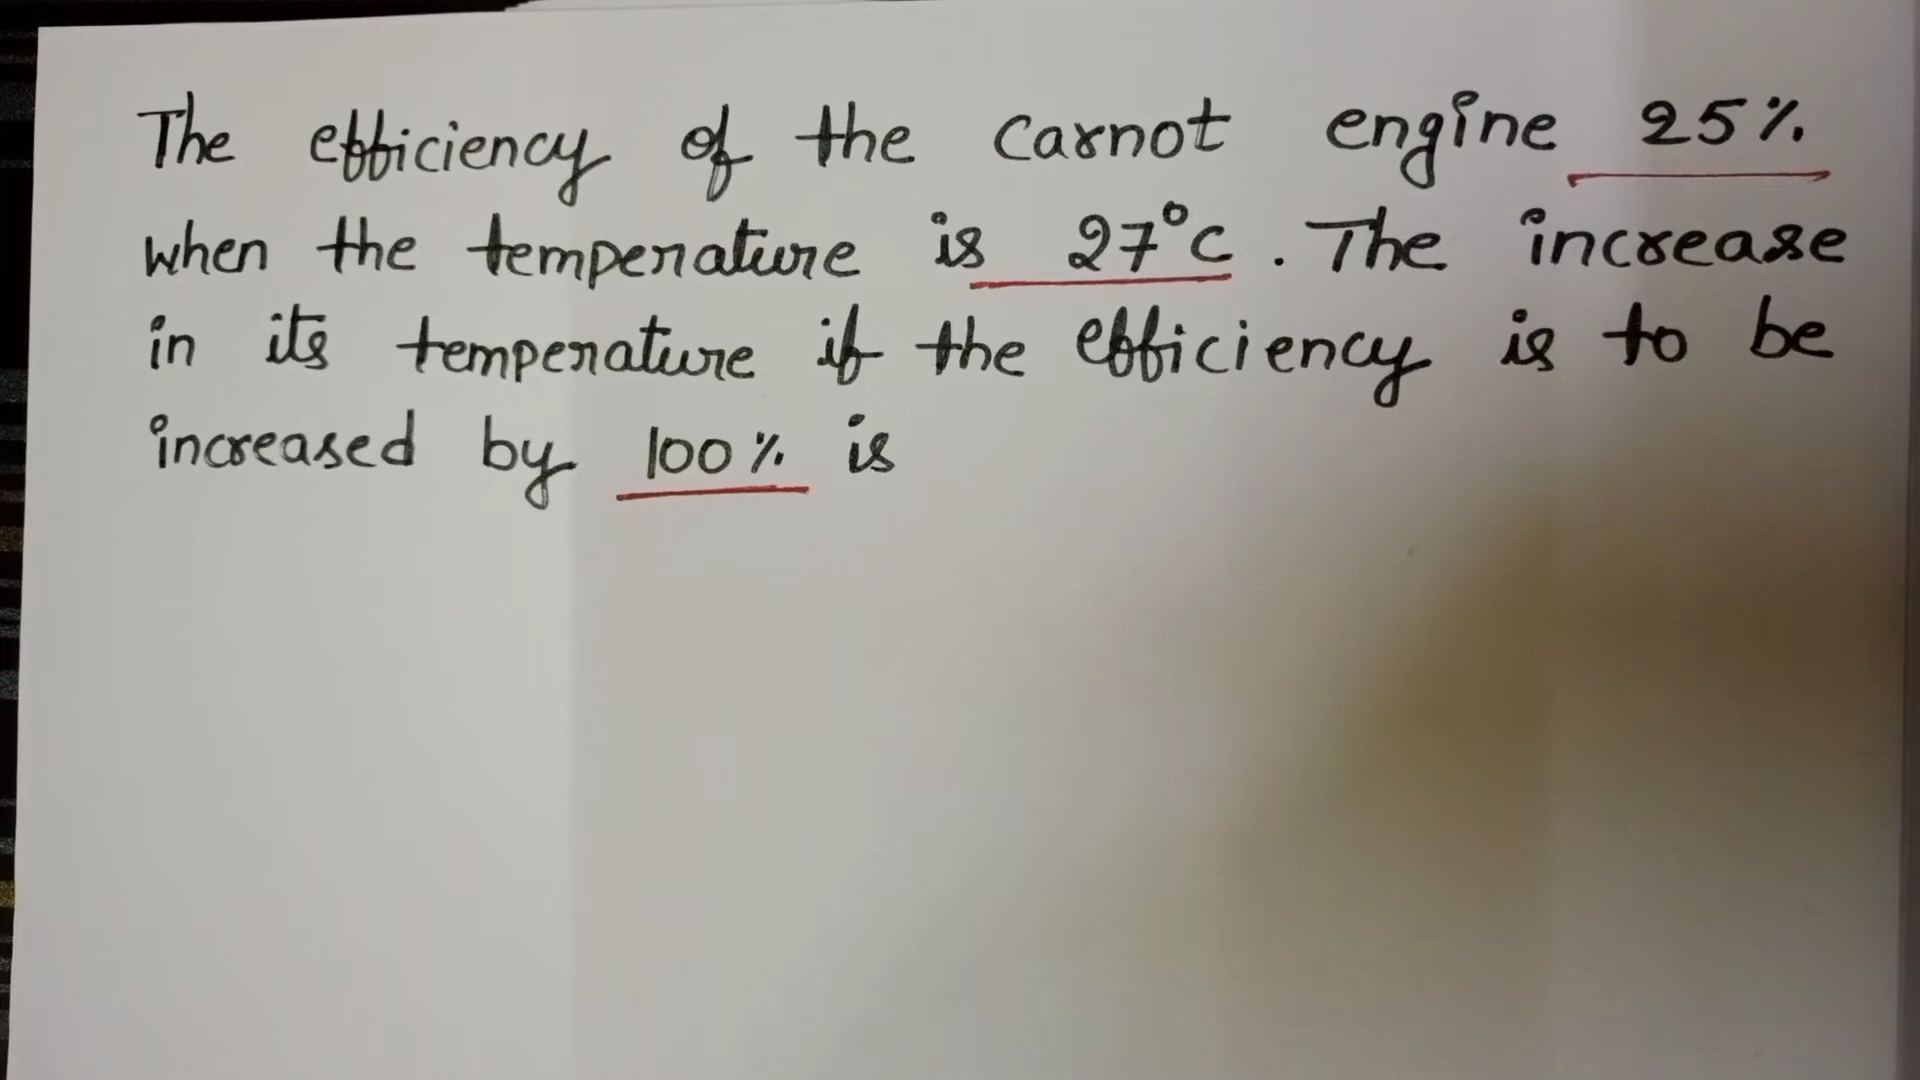 The efficiency of the carnot engine 25%
when the temperature is 27°C. The increase
in its temperature if the efficiency is to be
increased by 100% is